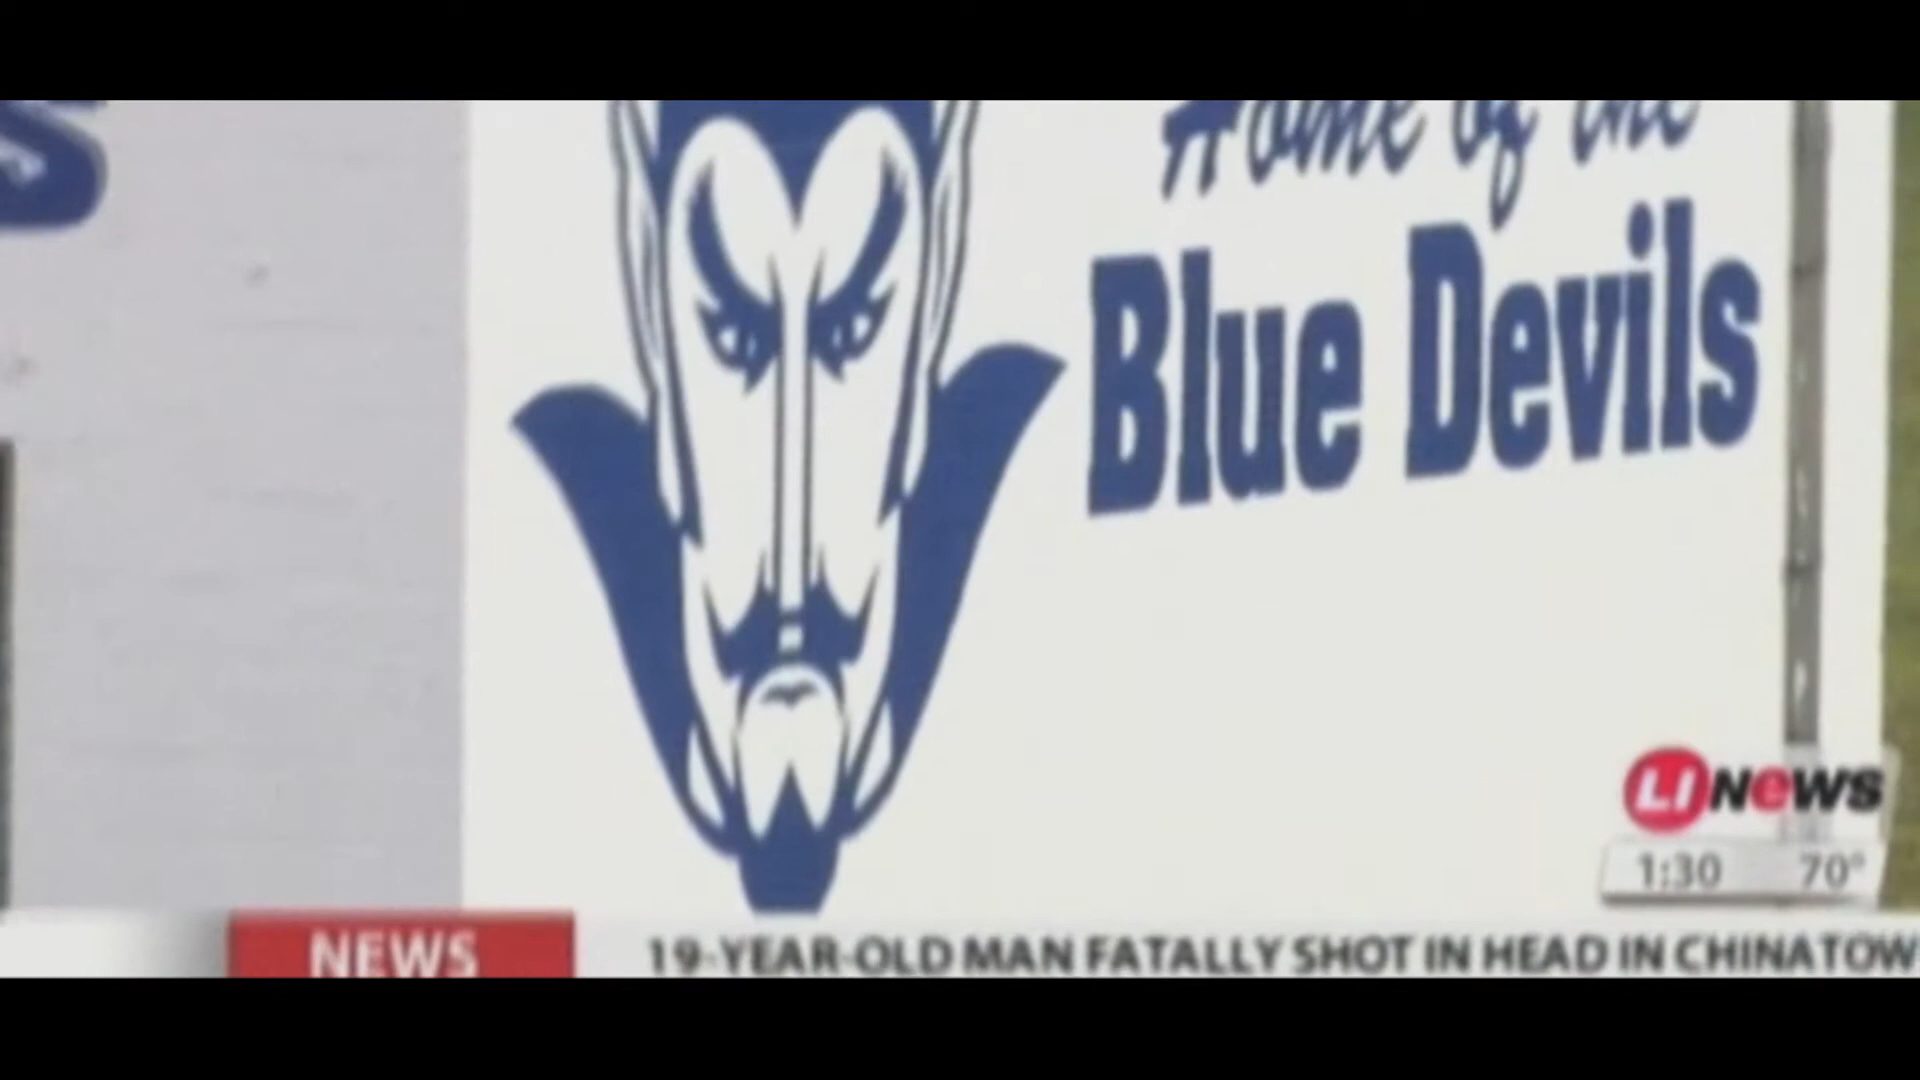 Home of the
Blue Devils
LI News
1:30 70°
NEWS
19-YEAR-OLD MAN FATALLY SHOT IN HEAD IN CHINATOW